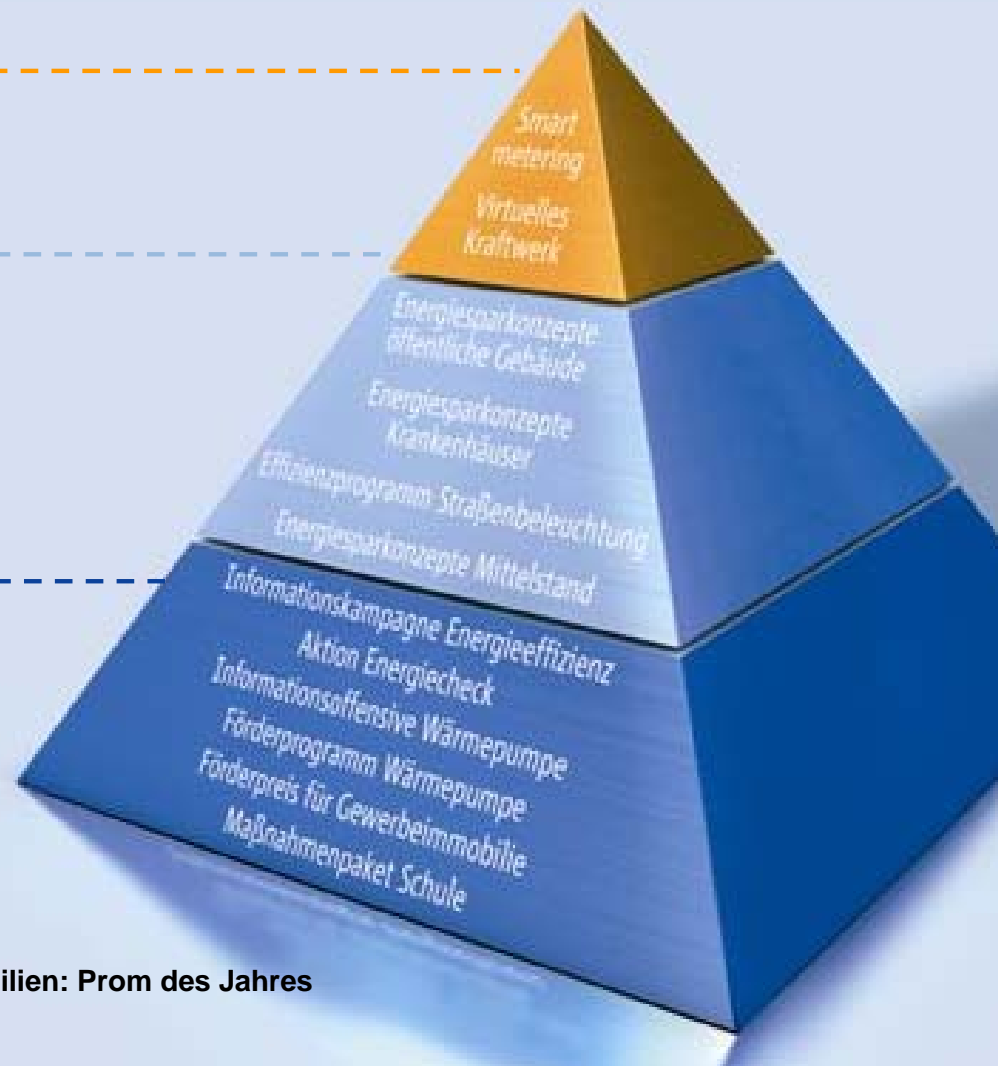 Smart
metering
Virtuelles
Kraftwerk
Energiesparkonzepte
öffentliche Gebäude
Energiesparkonzepte
Krankenhäuser
Effizienzprogramm Straßenbeleuchtung
Energiesparkonzepte Mittelstand
Informationskampagne Energieeffizienz
Aktion Energiecheck
Informationsoffensive Wärmepumpe
Förderprogramm Wärmepumpe
Förderpreis für Gewerbeimmobilie
Maßnahmenpaket Schule
ilien: Prom des Jahres